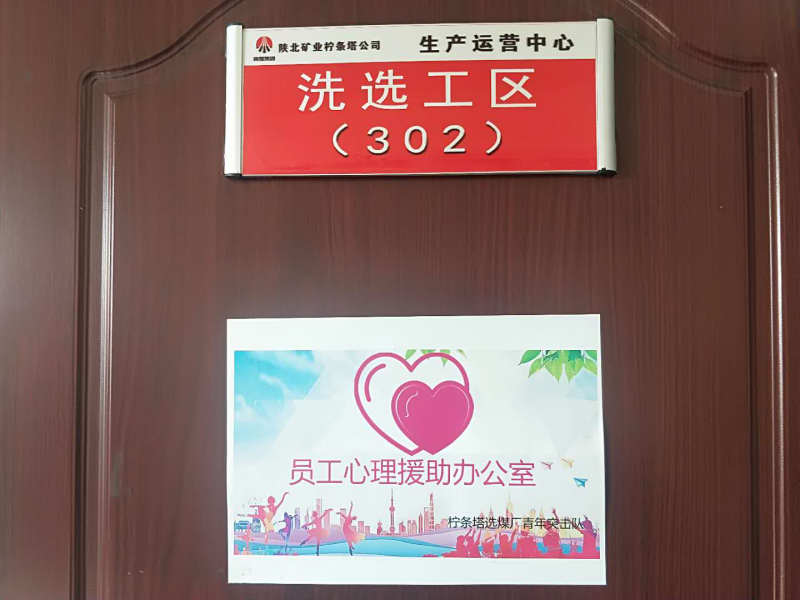 陕北矿业柠条塔公司 生产运营中心
洗选工区
（302）
员工心理援助办公室
柠条塔选煤厂青年突击队